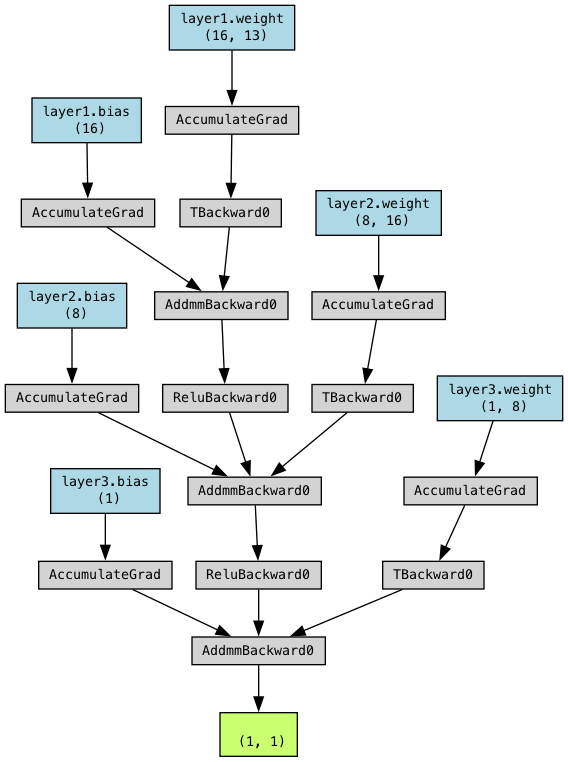 layer1.weight
(16, 13)
layer1.bias
(16)
AccumulateGrad
AccumulateGrad
TBackward0
layer2.weight
(8, 16)
layer2.bias
(8)
AddmmBackward0
AccumulateGrad
AccumulateGrad
ReluBackward0
TBackward0
layer3.weight
(1, 8)
layer3.bias
(1)
AddmmBackward0
AccumulateGrad
AccumulateGrad
ReluBackward0
TBackward0
AddmmBackward0
(1, 1)